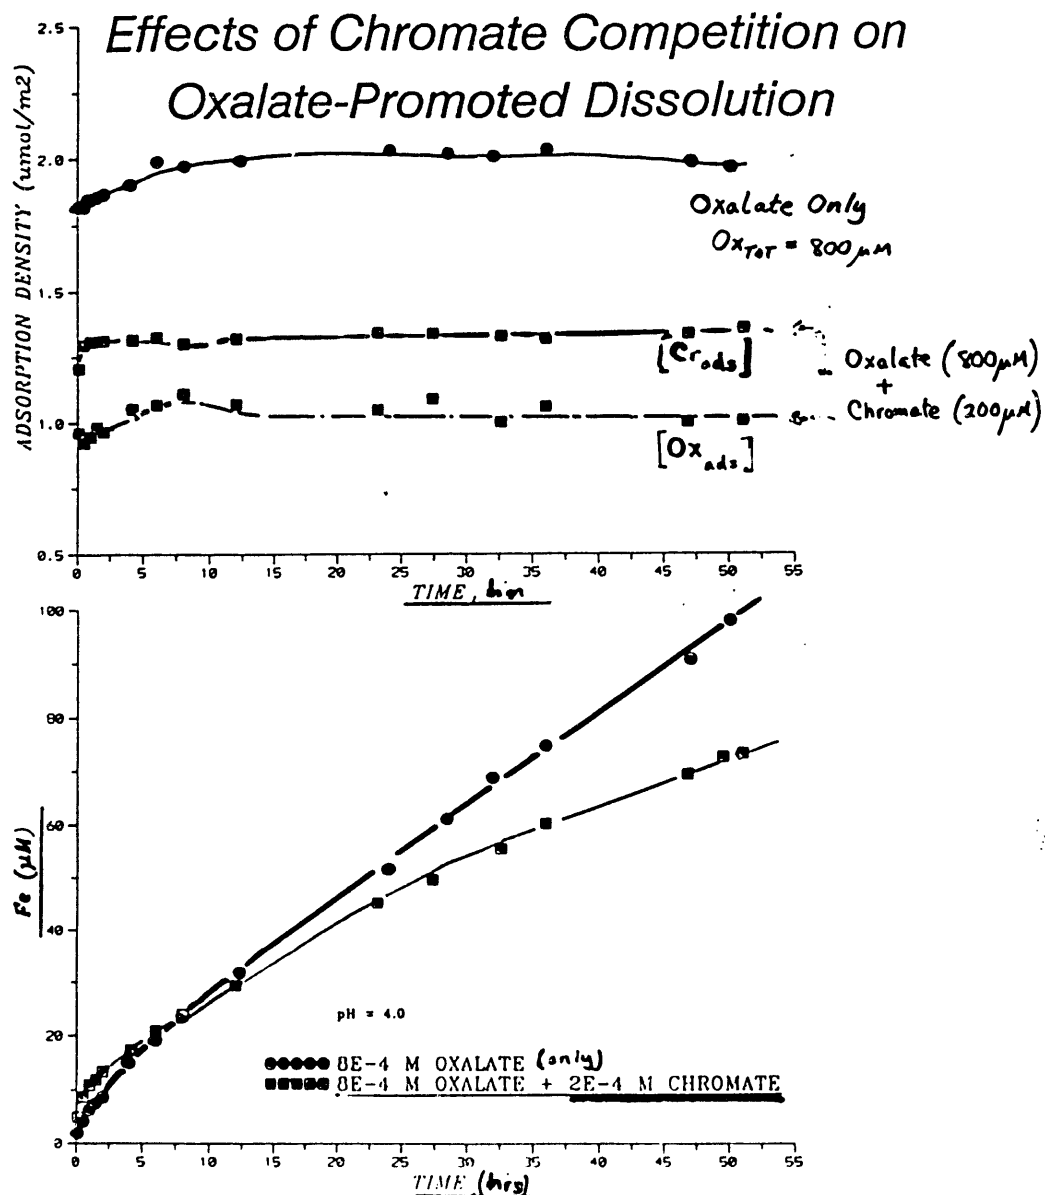 Effects of Chromate Competition on
Oxalate-Promoted Dissolution
ADSORPTION DENSITY (umol/m2)
2.5
2.0
1.5
1.0
0.5
Oxalate Only
OxTOT = 800 μM
[Crads]
Oxalate (800μM)
+
Chromate (200μM)
[Oxads]
0 5 10 15 20 25 30 35 40 45 50 55
TIME, hrs
Fe (μM)
100
80
60
40
20
0
pH = 4.0
8E-4 M OXALATE (only)
8E-4 M OXALATE + 2E-4 M CHROMATE
0 5 10 15 20 25 30 35 40 45 50 55
TIME (hrs)